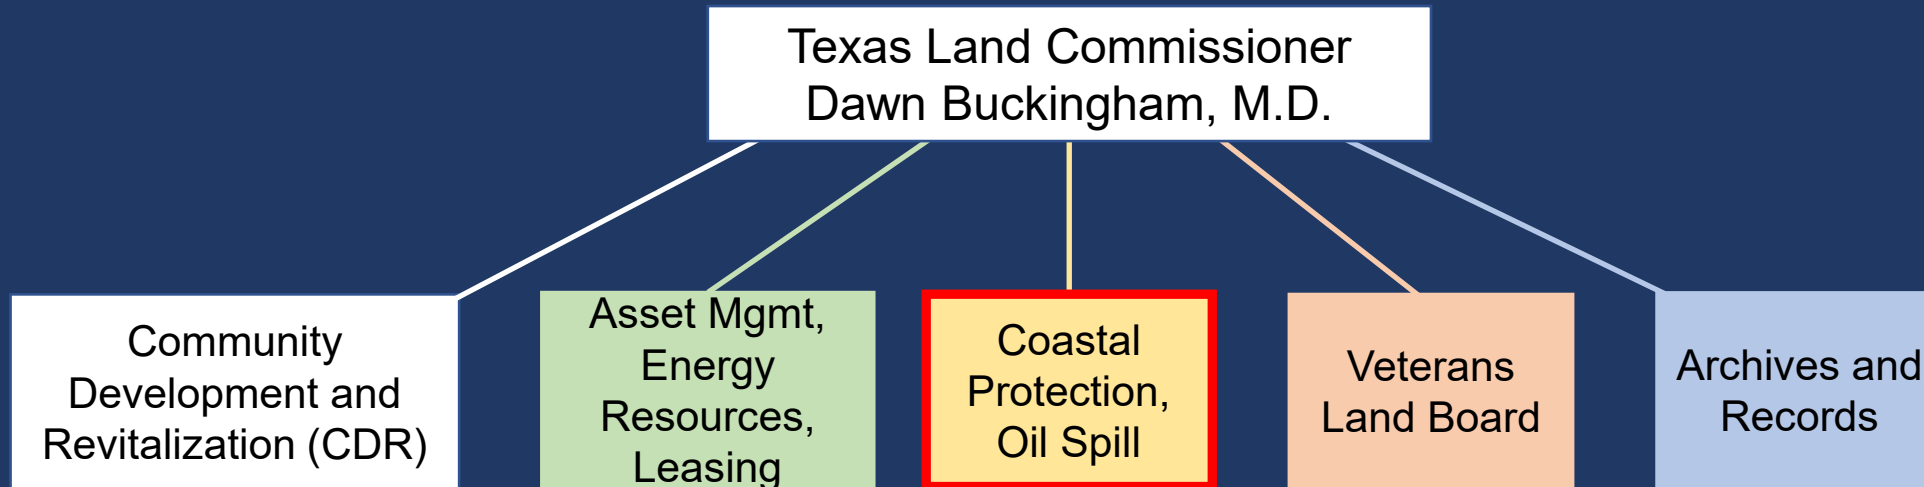 Texas Land Commissioner
Dawn Buckingham, M.D.
Community
Development and
Revitalization (CDR)
Asset Mgmt,
Energy
Resources,
Leasing
Coastal
Protection,
Oil Spill
Veterans
Land Board
Archives and
Records